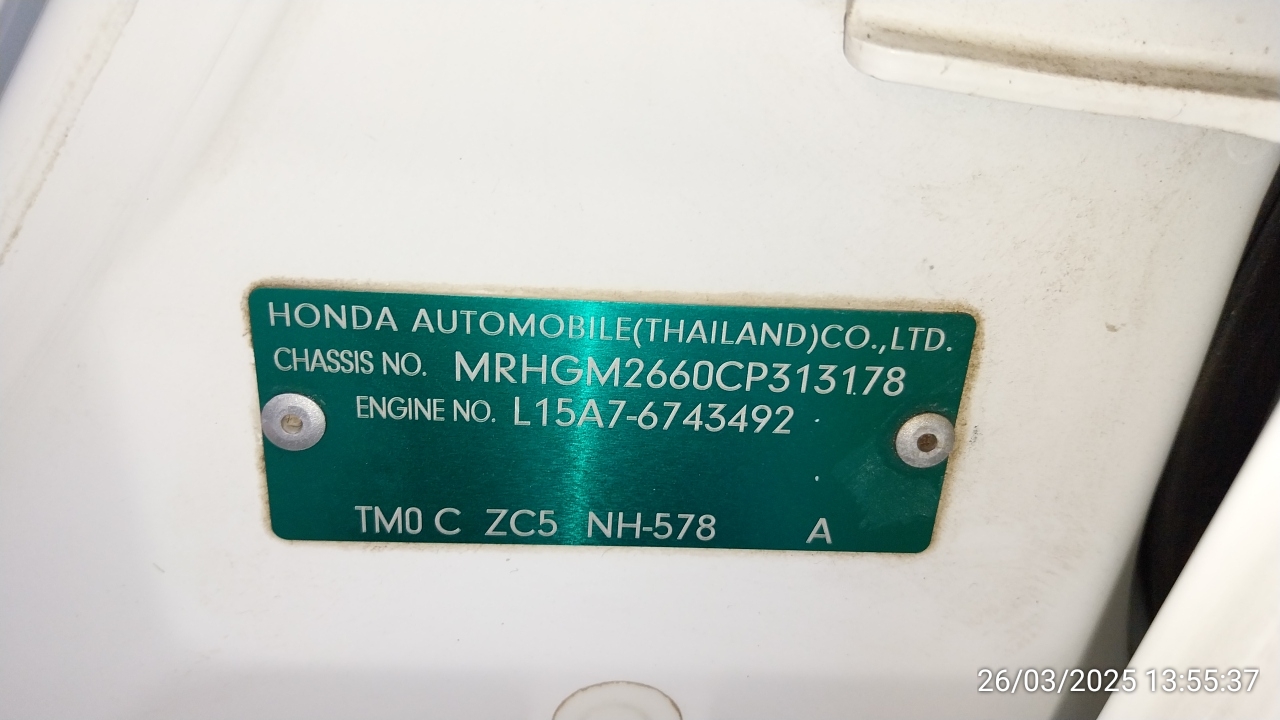 HONDA AUTOMOBILE(THAILAND)CO.,LTD.
CHASSIS NO. MRHGM2660CP313178
ENGINE NO. L15A7-6743492
TM0 C ZC5 NH-578 A
26/03/2025 13:55:37